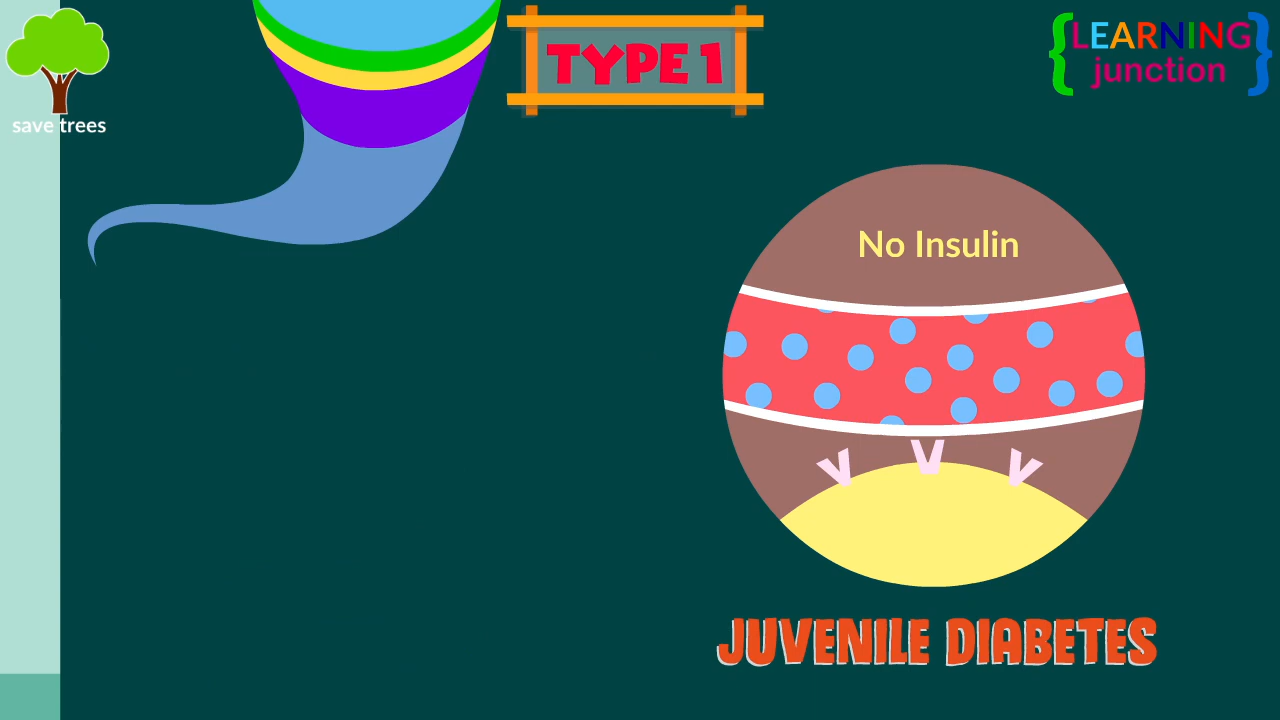 save trees
TYPE 1
{LEARNING
junction}
No Insulin
JUVENILE DIABETES